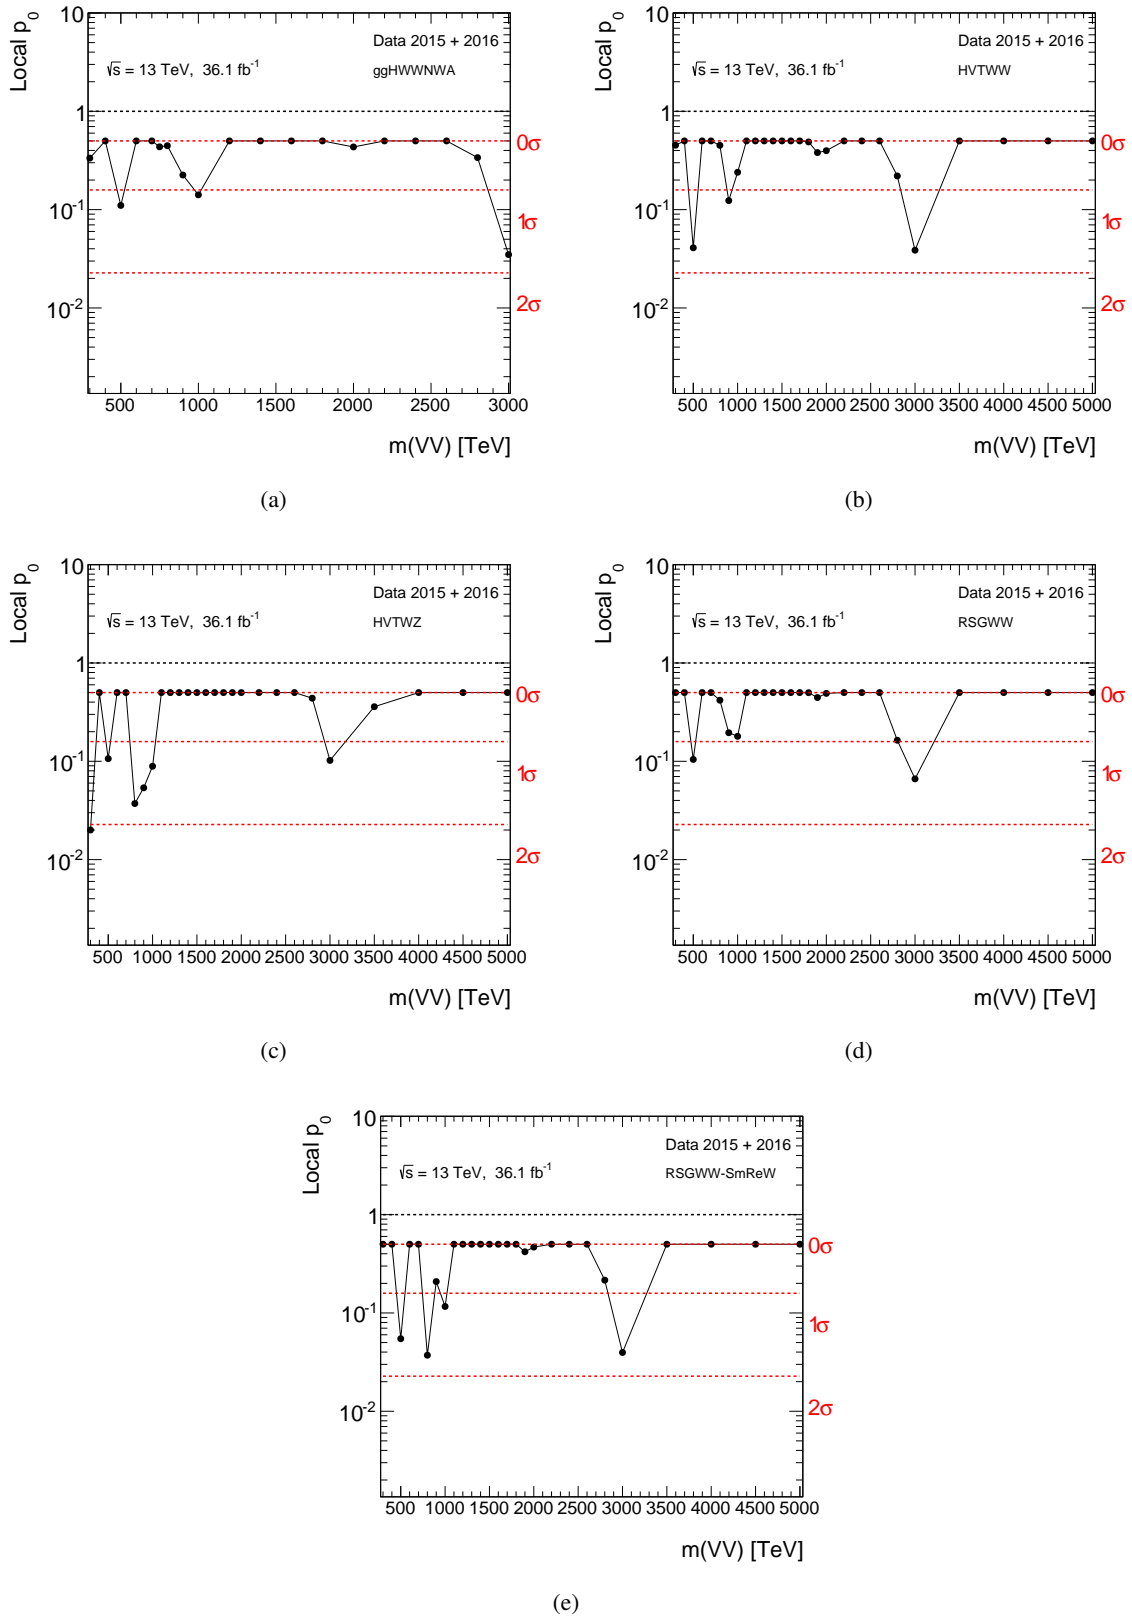 Local p0
10
Data 2015 + 2016
√s = 13 TeV, 36.1 fb-1
ggHWWNWA
1
0σ
10-1
1σ
10-2
2σ
500 1000 1500 2000 2500 3000
m(VV) [TeV]
(a)
Local p0
10
Data 2015 + 2016
√s = 13 TeV, 36.1 fb-1
HVTWW
1
0σ
10-1
1σ
10-2
2σ
500 1000 1500 2000 2500 3000 3500 4000 4500 5000
m(VV) [TeV]
(b)
Local p0
10
Data 2015 + 2016
√s = 13 TeV, 36.1 fb-1
HVTWZ
1
0σ
10-1
1σ
10-2
2σ
500 1000 1500 2000 2500 3000 3500 4000 4500 5000
m(VV) [TeV]
(c)
Local p0
10
Data 2015 + 2016
√s = 13 TeV, 36.1 fb-1
RSGWW
1
0σ
10-1
1σ
10-2
2σ
500 1000 1500 2000 2500 3000 3500 4000 4500 5000
m(VV) [TeV]
(d)
Local p0
10
Data 2015 + 2016
√s = 13 TeV, 36.1 fb-1
RSGWW-SmReW
1
0σ
10-1
1σ
10-2
2σ
500 1000 1500 2000 2500 3000 3500 4000 4500 5000
m(VV) [TeV]
(e)